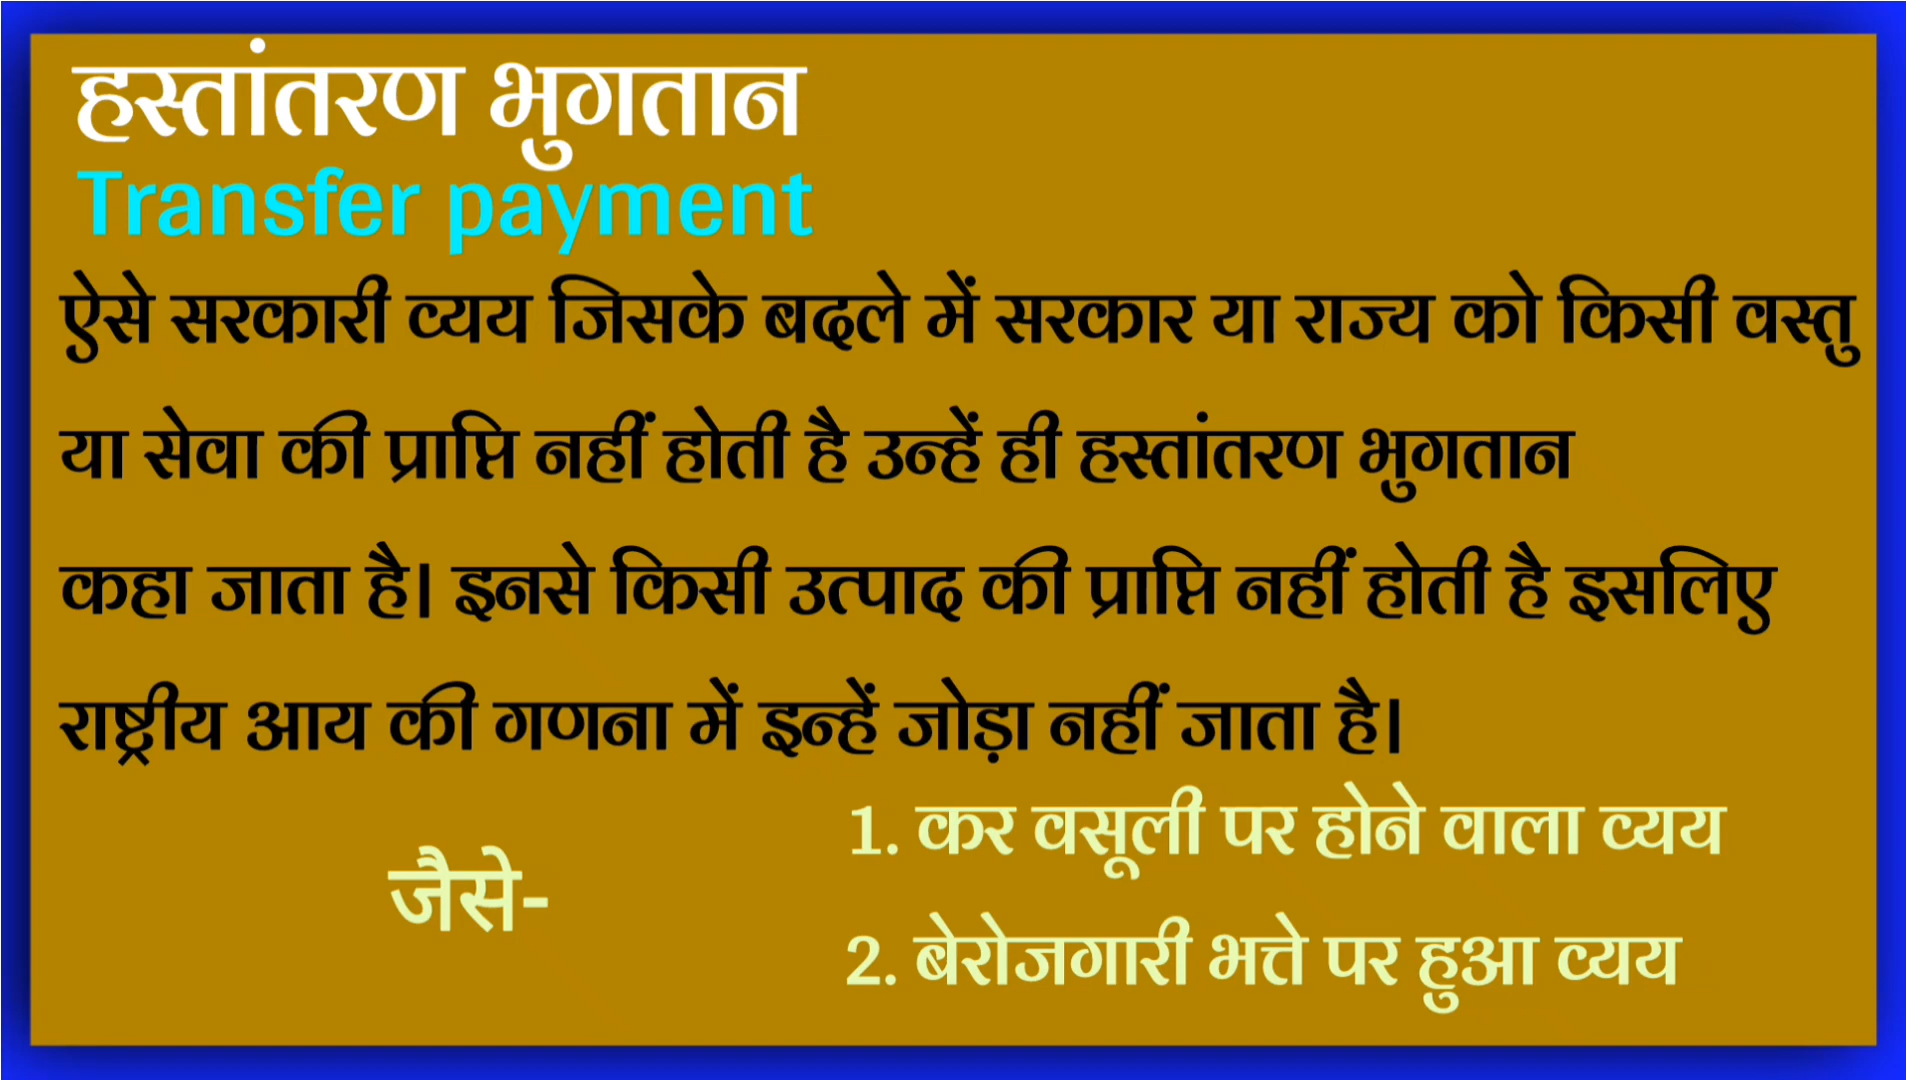 हस्तांतरण भुगतान
Transfer payment
ऐसे सरकारी व्यय जिसके बदले में सरकार या राज्य को किसी वस्तु
या सेवा की प्राप्ति नहीं होती है उन्हें ही हस्तांतरण भुगतान
कहा जाता है। इनसे किसी उत्पाद की प्राप्ति नहीं होती है इसलिए
राष्ट्रीय आय की गणना में इन्हें जोड़ा नहीं जाता है।
जैसे-
1. कर वसूली पर होने वाला व्यय
2. बेरोजगारी भत्ते पर हुआ व्यय